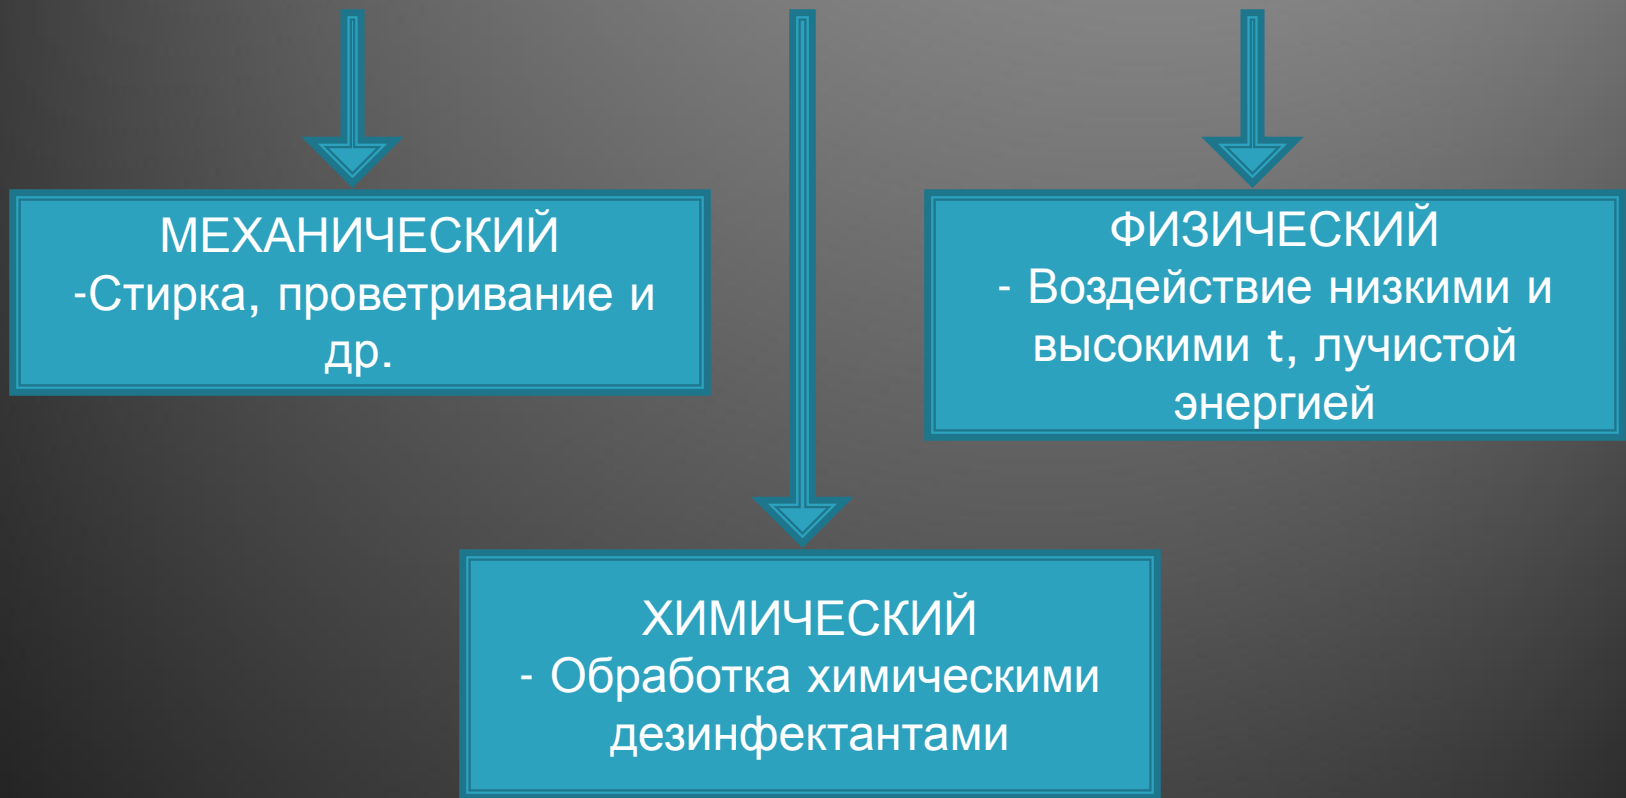 МЕХАНИЧЕСКИЙ
-Стирка, проветривание и
др.
ФИЗИЧЕСКИЙ
- Воздействие низкими и
высокими t, лучистой
энергией
ХИМИЧЕСКИЙ
- Обработка химическими
дезинфектантами